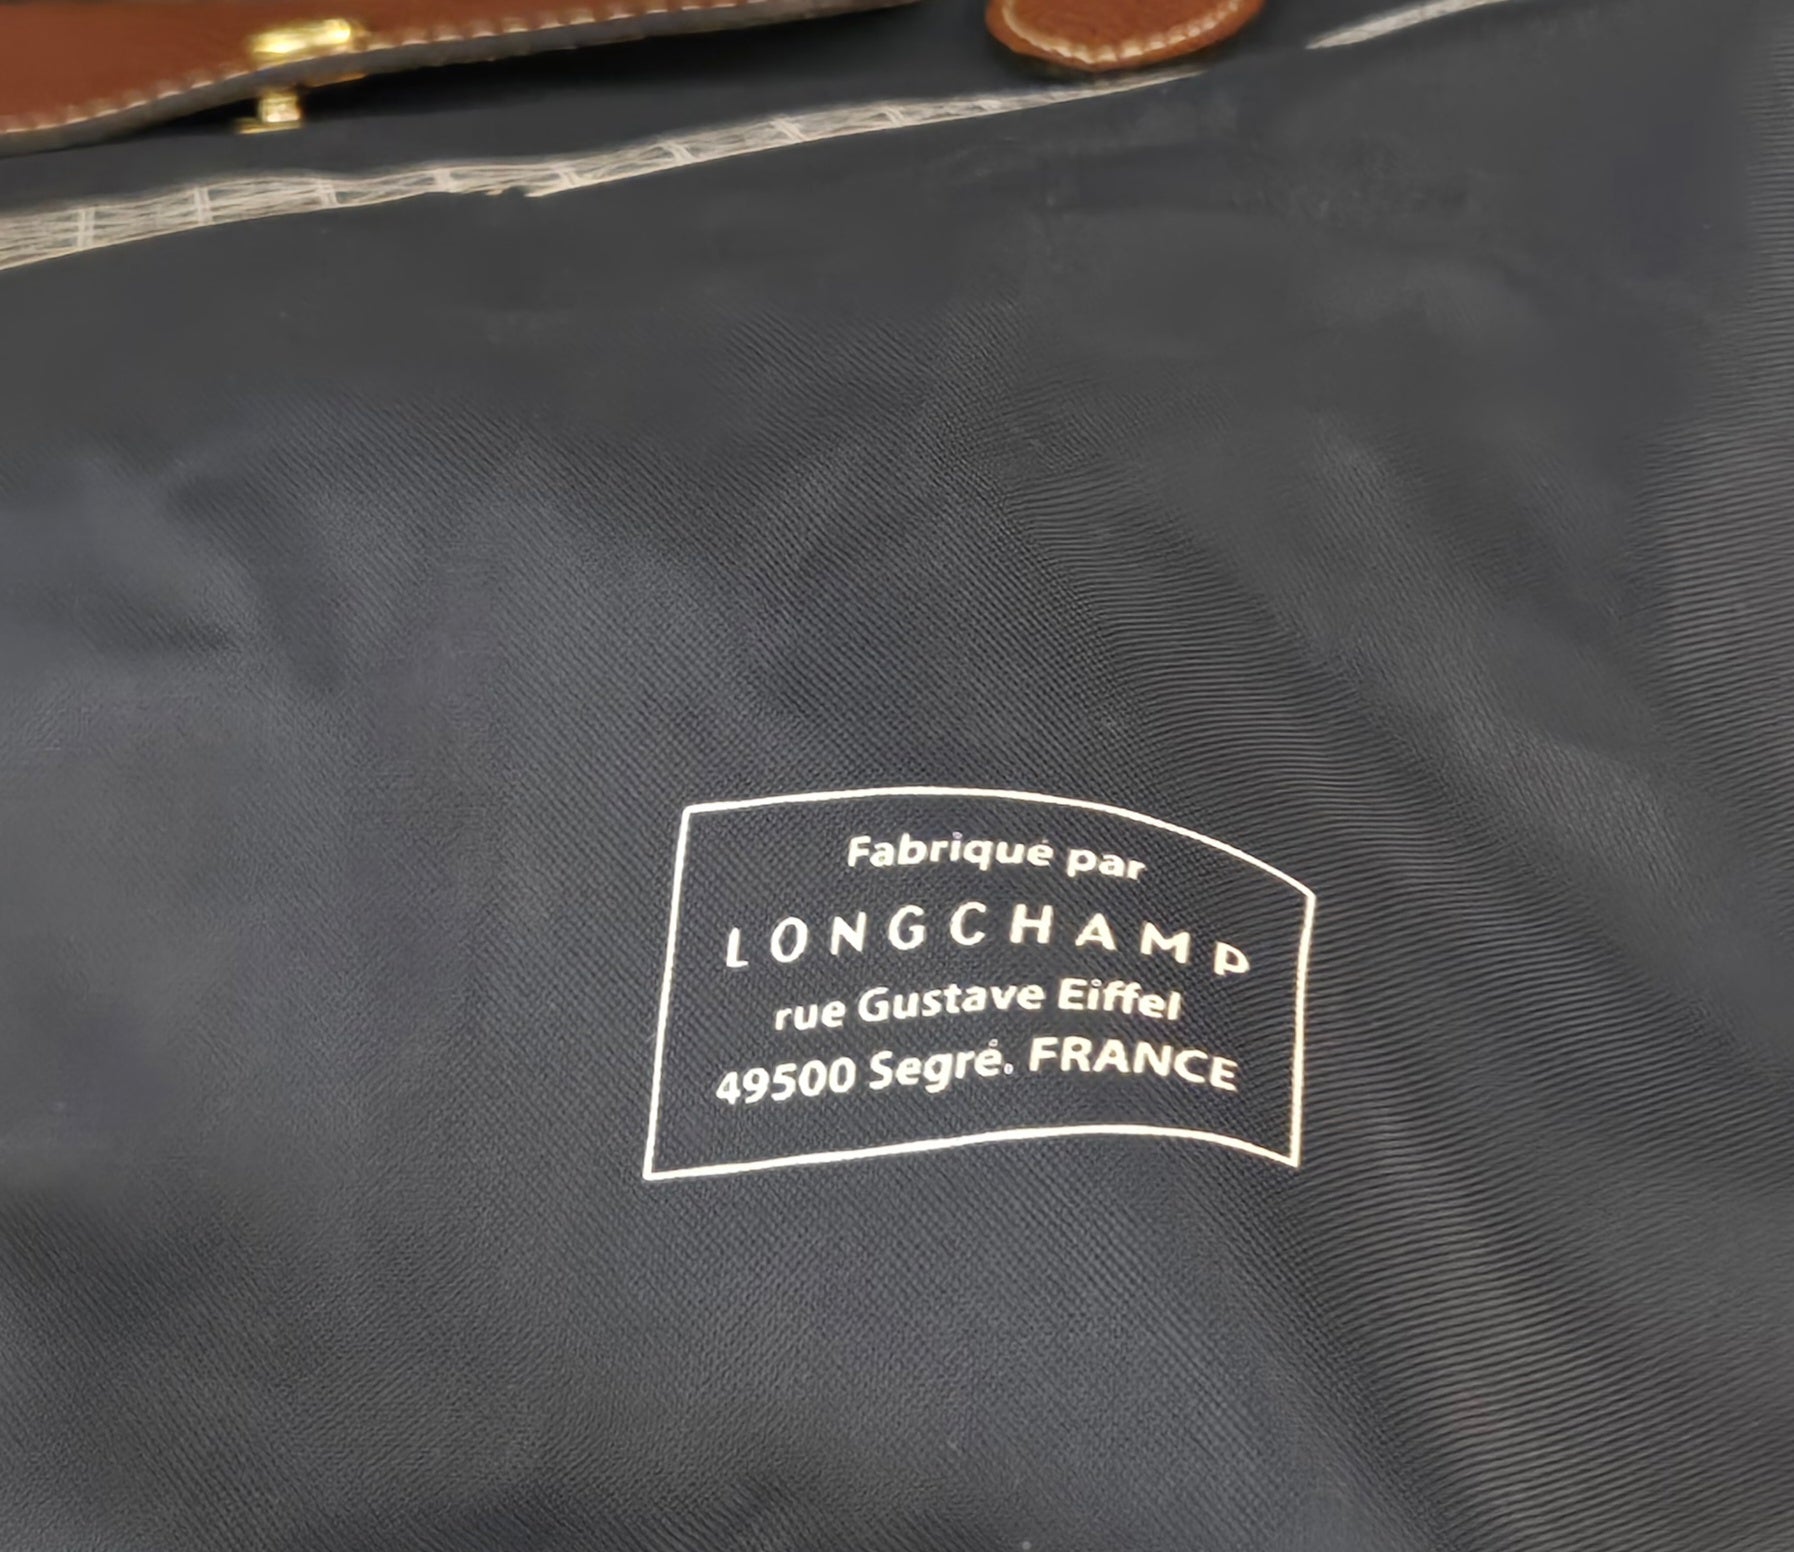 Fabriqué par
LONGCHAMP
rue Gustave Eiffel
49500 Segré. FRANCE